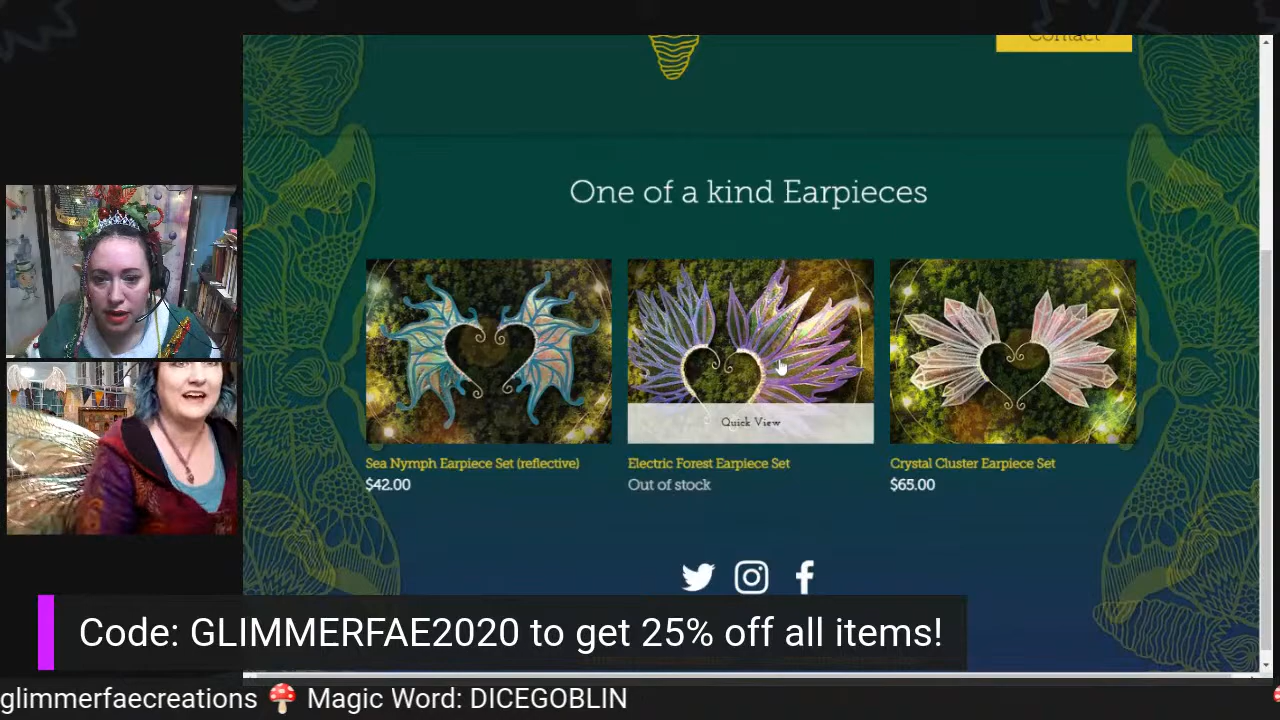 Contact
One of a kind Earpieces
Quick View
Sea Nymph Earpiece Set (reflective)
$42.00
Electric Forest Earpiece Set
Out of stock
Crystal Cluster Earpiece Set
$65.00
Code: GLIMMERFAE2020 to get 25% off all items!
glimmerfaecreations 🍄 Magic Word: DICEGOBLIN